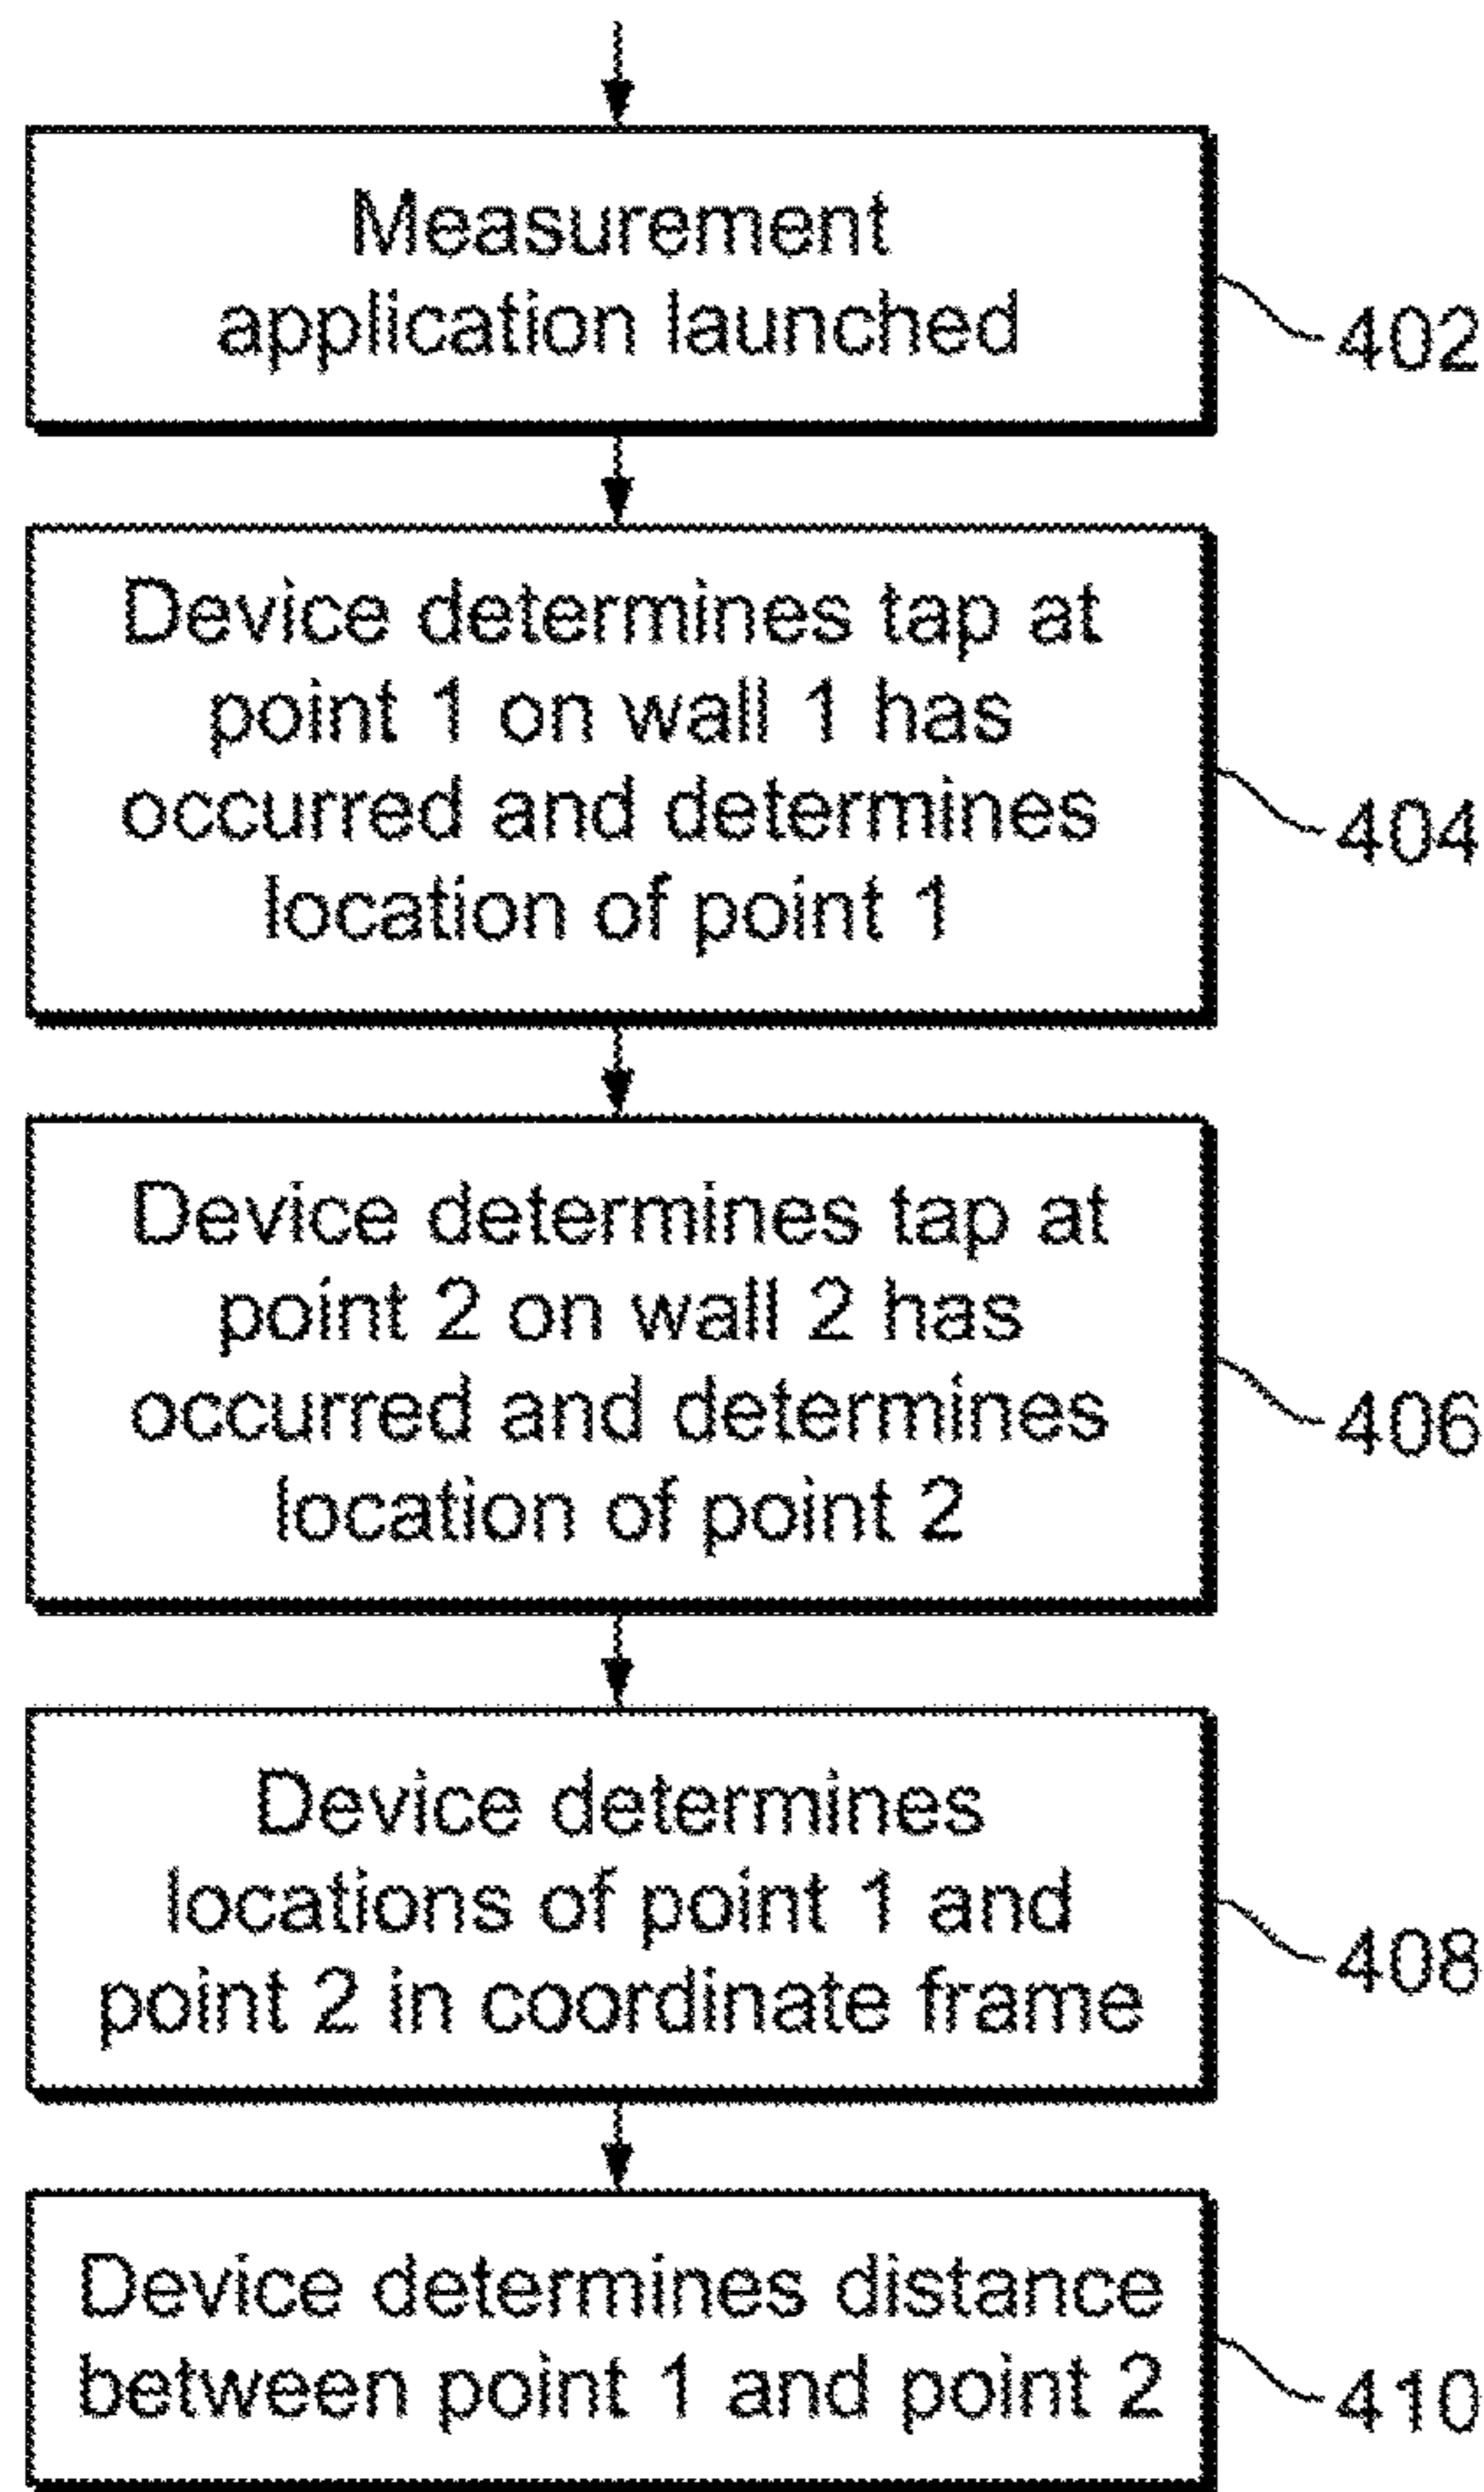 Measurement
application launched
402
Device determines tap at
point 1 on wall 1 has
occurred and determines
location of point 1
404
Device determines tap at
point 2 on wall 2 has
occurred and determines
location of point 2
406
Device determines
locations of point 1 and
point 2 in coordinate frame
408
Device determines distance
between point 1 and point 2
410